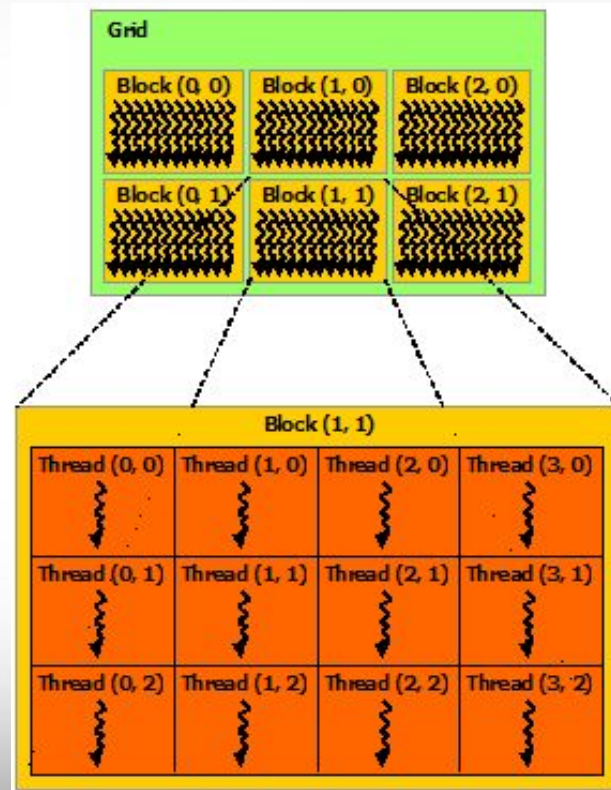 Grid
Block (0, 0) Block (1, 0) Block (2, 0)
Block (0, 1) Block (1, 1) Block (2, 1)
Block (1, 1)
Thread (0, 0) Thread (1, 0) Thread (2, 0) Thread (3, 0)
Thread (0, 1) Thread (1, 1) Thread (2, 1) Thread (3, 1)
Thread (0, 2) Thread (1, 2) Thread (2, 2) Thread (3, 2)